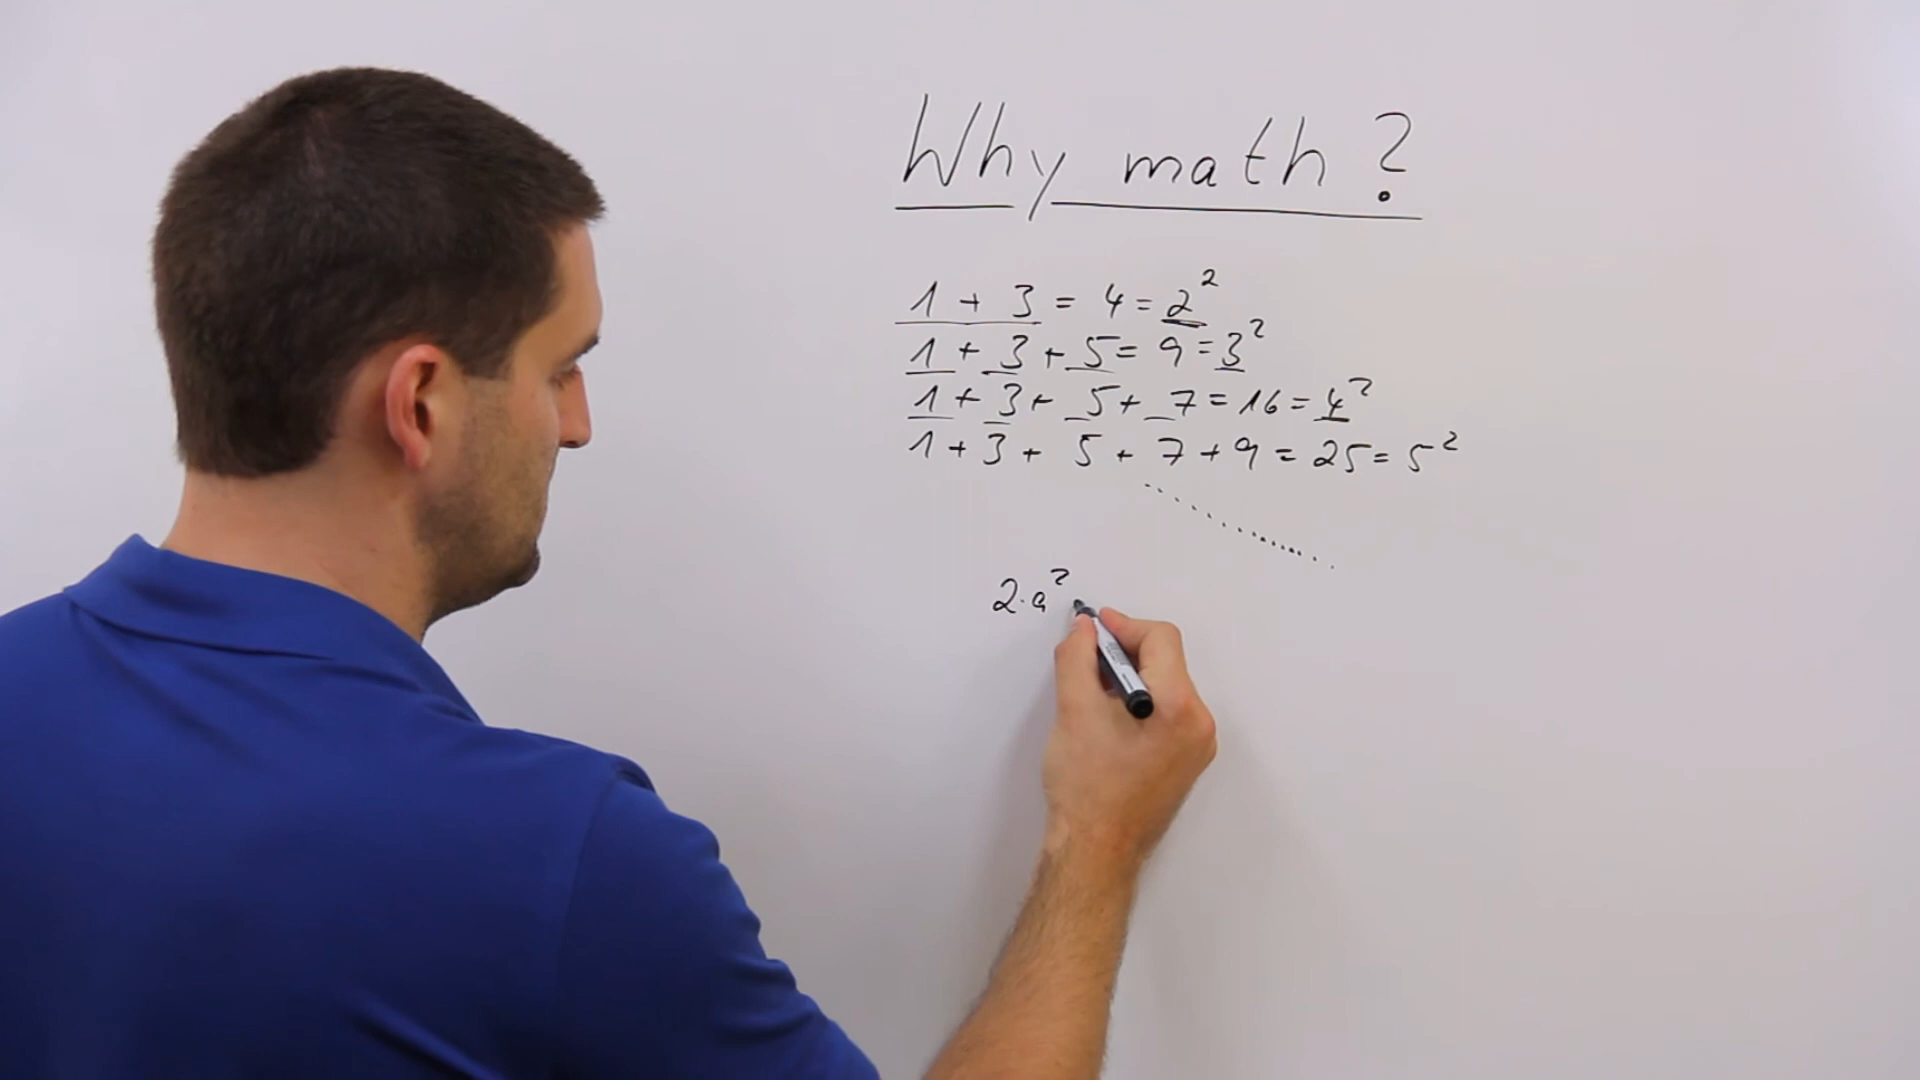 Why math?
1 + 3 = 4 = 2²
1 + 3 + 5 = 9 = 3²
1 + 3 + 5 + 7 = 16 = 4²
1 + 3 + 5 + 7 + 9 = 25 = 5²
2·a²